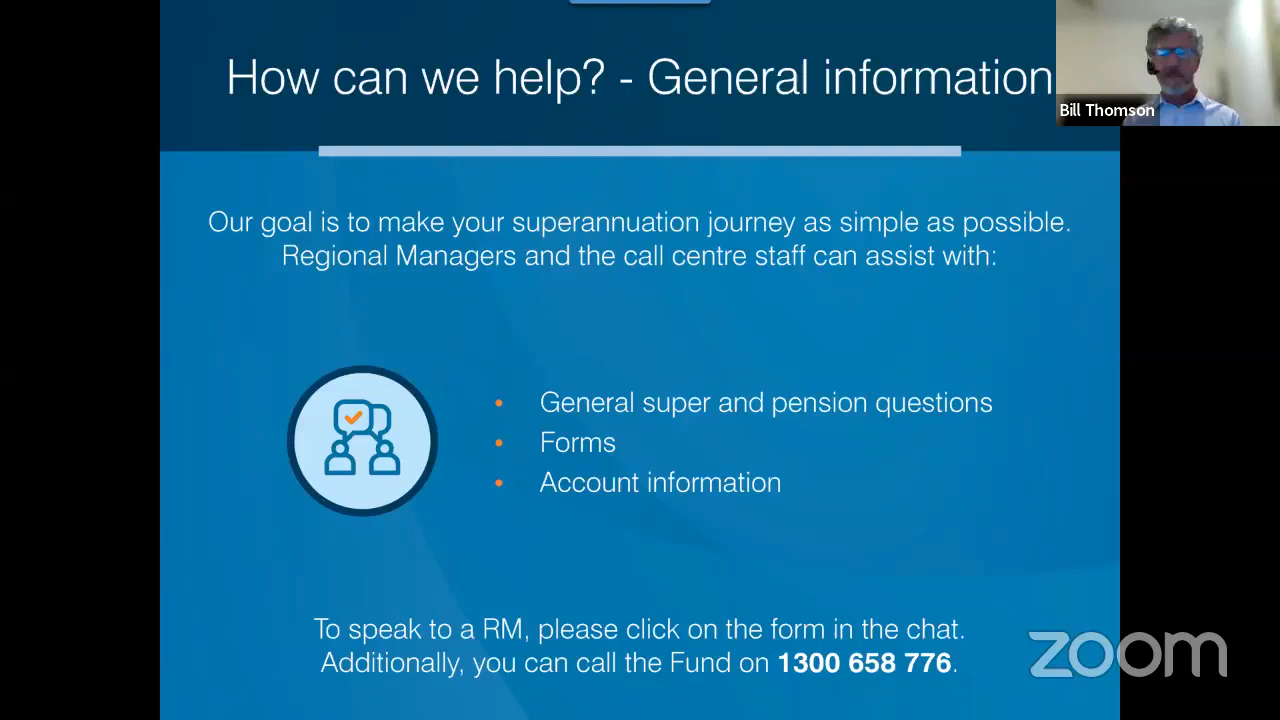 How can we help? - General information
Bill Thomson
Our goal is to make your superannuation journey as simple as possible.
Regional Managers and the call centre staff can assist with:
• General super and pension questions
• Forms
• Account information
To speak to a RM, please click on the form in the chat.
Additionally, you can call the Fund on 1300 658 776.
zoom